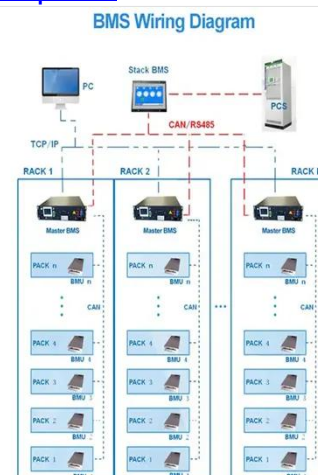 BMS Wiring Diagram
Stack BMS
PC
PCS
CAN/RS485
TCP/IP
RACK 1
RACK 2
RACK
Master BMS
Master BMS
Master BMS
PACK n
BMU n
PACK n
BMU n
PACK n
BMU n
CAN
CAN
CAN
PACK 4
BMU 4
PACK 4
BMU 4
PACK 4
BMU 4
PACK 3
BMU 3
PACK 3
BMU 3
PACK 3
BMU 3
PACK 2
BMU 2
PACK 2
BMU 2
PACK 2
BMU 2
PACK 1
PACK 1
PACK 1